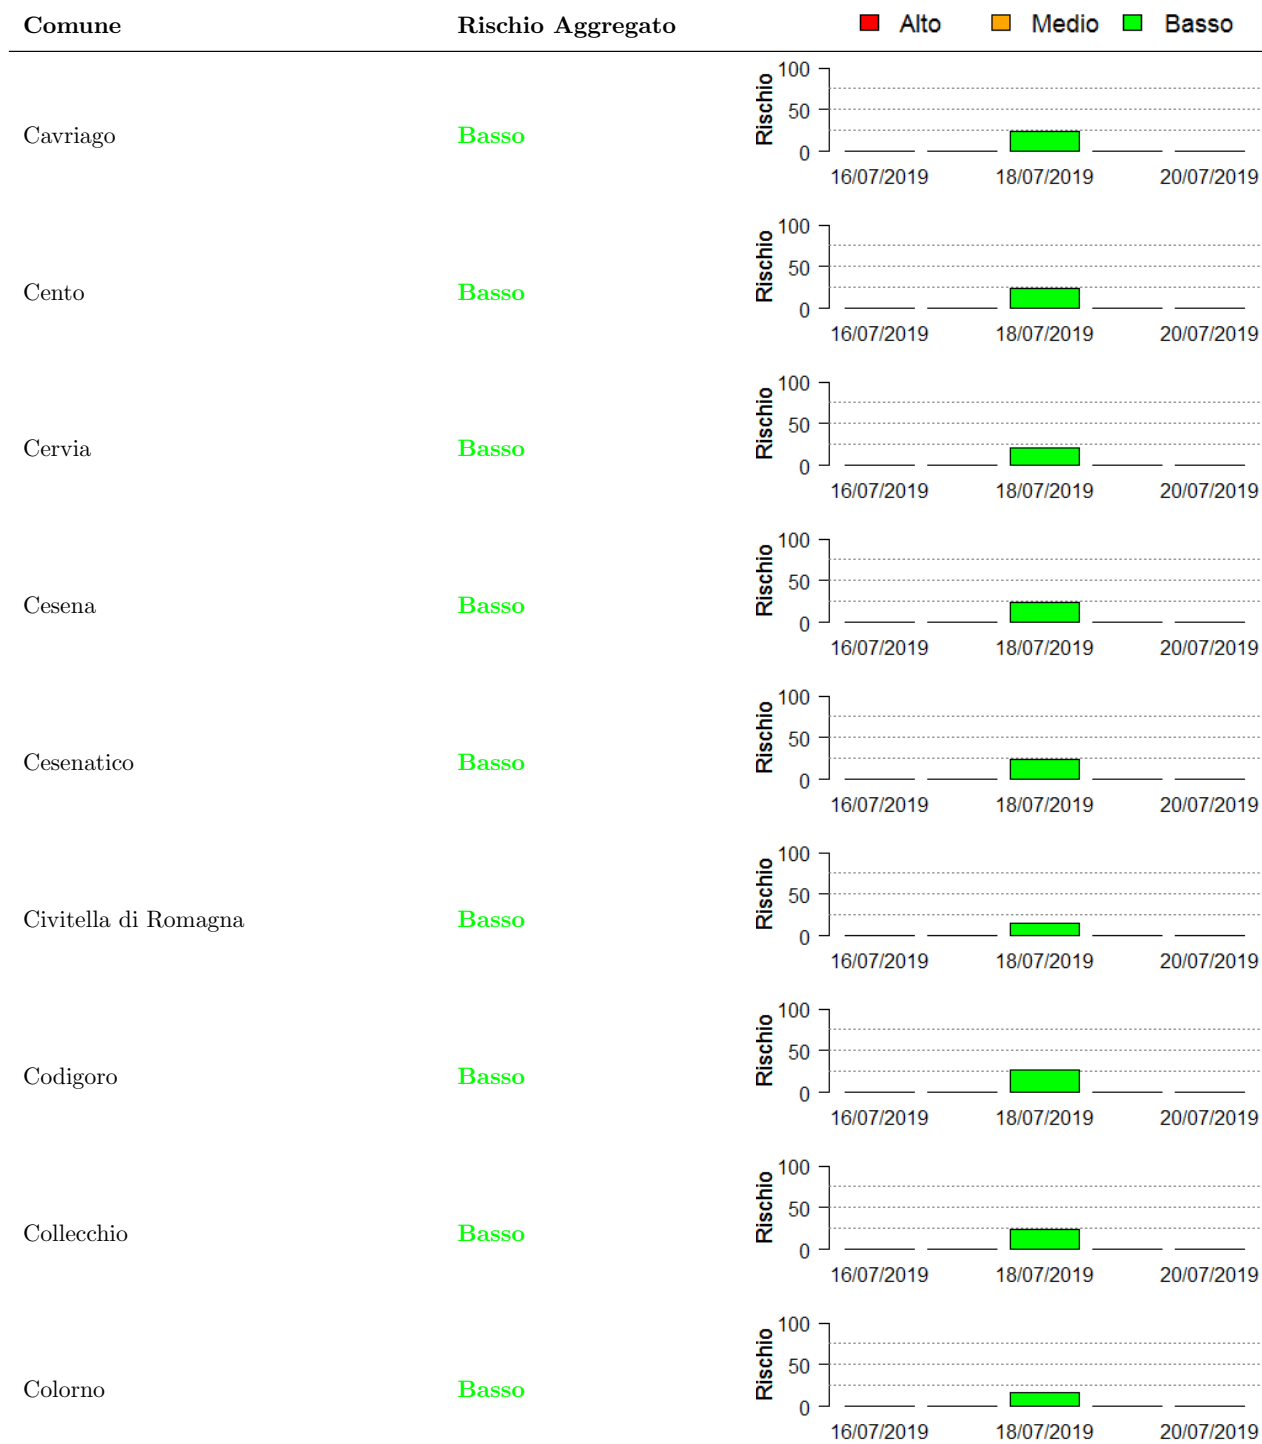 Comune Rischio Aggregato Alto Medio Basso
100
50
0
Rischio
Cavriago Basso
16/07/2019 18/07/2019 20/07/2019
100
50
0
Rischio
Cento Basso
16/07/2019 18/07/2019 20/07/2019
100
50
0
Rischio
Cervia Basso
16/07/2019 18/07/2019 20/07/2019
100
50
0
Rischio
Cesena Basso
16/07/2019 18/07/2019 20/07/2019
100
50
0
Rischio
Cesenatico Basso
16/07/2019 18/07/2019 20/07/2019
100
50
0
Rischio
Civitella di Romagna Basso
16/07/2019 18/07/2019 20/07/2019
100
50
0
Rischio
Codigoro Basso
16/07/2019 18/07/2019 20/07/2019
100
50
0
Rischio
Collecchio Basso
16/07/2019 18/07/2019 20/07/2019
100
50
0
Rischio
Colorno Basso
16/07/2019 18/07/2019 20/07/2019